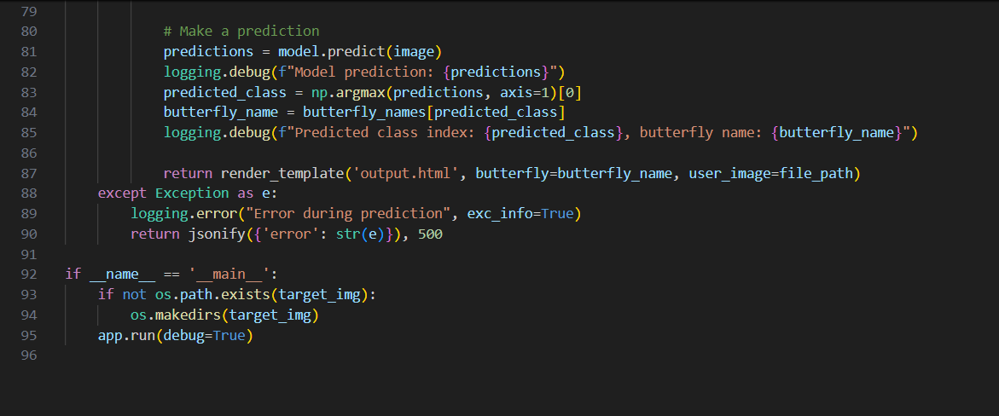 79
80 # Make a prediction
81 predictions = model.predict(image)
82 logging.debug(f"Model prediction: {predictions}")
83 predicted_class = np.argmax(predictions, axis=1)[0]
84 butterfly_name = butterfly_names[predicted_class]
85 logging.debug(f"Predicted class index: {predicted_class}, butterfly name: {butterfly_name}")
86
87 return render_template('output.html', butterfly=butterfly_name, user_image=file_path)
88 except Exception as e:
89 logging.error("Error during prediction", exc_info=True)
90 return jsonify({'error': str(e)}), 500
91
92 if __name__ == '__main__':
93 if not os.path.exists(target_img):
94 os.makedirs(target_img)
95 app.run(debug=True)
96